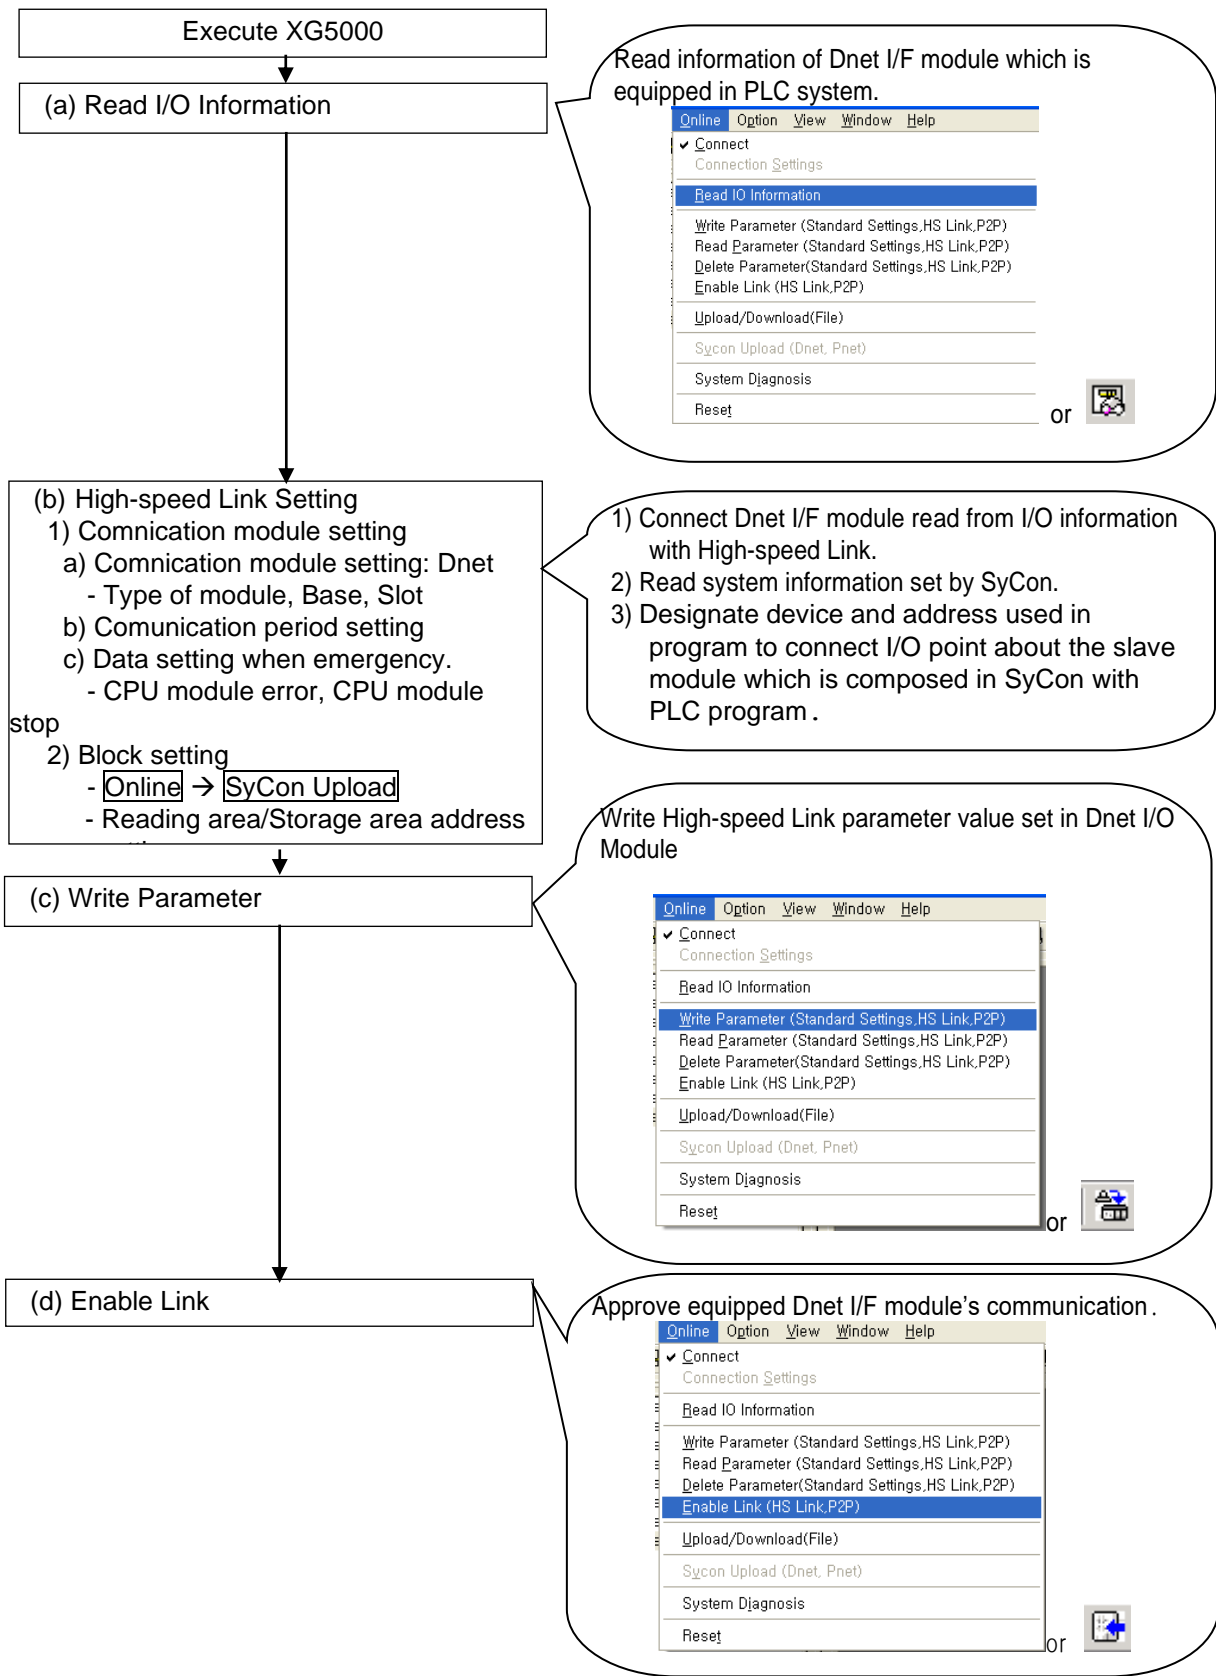 Execute XG5000
(a) Read I/O Information
Read information of Dnet I/F module which is
equipped in PLC system.
Online Option View Window Help
Connect
Connection Settings
Read IO Information
Write Parameter (Standard Settings,HS Link,P2P)
Read Parameter (Standard Settings,HS Link,P2P)
Delete Parameter(Standard Settings,HS Link,P2P)
Enable Link (HS Link,P2P)
Upload/Download(File)
Sycon Upload (Dnet, Pnet)
System Diagnosis
Reset
or
(b) High-speed Link Setting
1) Comnication module setting
a) Comnication module setting: Dnet
- Type of module, Base, Slot
b) Comunication period setting
c) Data setting when emergency.
- CPU module error, CPU module
stop
2) Block setting
- Online → SyCon Upload
- Reading area/Storage area address
1) Connect Dnet I/F module read from I/O information
with High-speed Link.
2) Read system information set by SyCon.
3) Designate device and address used in
program to connect I/O point about the slave
module which is composed in SyCon with
PLC program.
(c) Write Parameter
Write High-speed Link parameter value set in Dnet I/O
Module
Online Option View Window Help
Connect
Connection Settings
Read IO Information
Write Parameter (Standard Settings,HS Link,P2P)
Read Parameter (Standard Settings,HS Link,P2P)
Delete Parameter(Standard Settings,HS Link,P2P)
Enable Link (HS Link,P2P)
Upload/Download(File)
Sycon Upload (Dnet, Pnet)
System Diagnosis
Reset
or
(d) Enable Link
Approve equipped Dnet I/F module's communication.
Online Option View Window Help
Connect
Connection Settings
Read IO Information
Write Parameter (Standard Settings,HS Link,P2P)
Read Parameter (Standard Settings,HS Link,P2P)
Delete Parameter(Standard Settings,HS Link,P2P)
Enable Link (HS Link,P2P)
Upload/Download(File)
Sycon Upload (Dnet, Pnet)
System Diagnosis
Reset
or